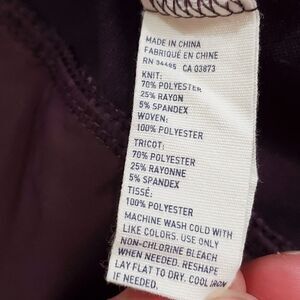 MADE IN CHINA
FABRIQUÉ EN CHINE
RN 54485 CA 03873
KNIT:
70% POLYESTER
25% RAYON
5% SPANDEX
WOVEN:
100% POLYESTER
TRICOT:
70% POLYESTER
25% RAYONNE
5% SPANDEX
TISSÉ:
100% POLYESTER
MACHINE WASH COLD WITH
LIKE COLORS. USE ONLY
NON-CHLORINE BLEACH
WHEN NEEDED. RESHAPE
LAY FLAT TO DRY. COOL IRON
IF NEEDED.